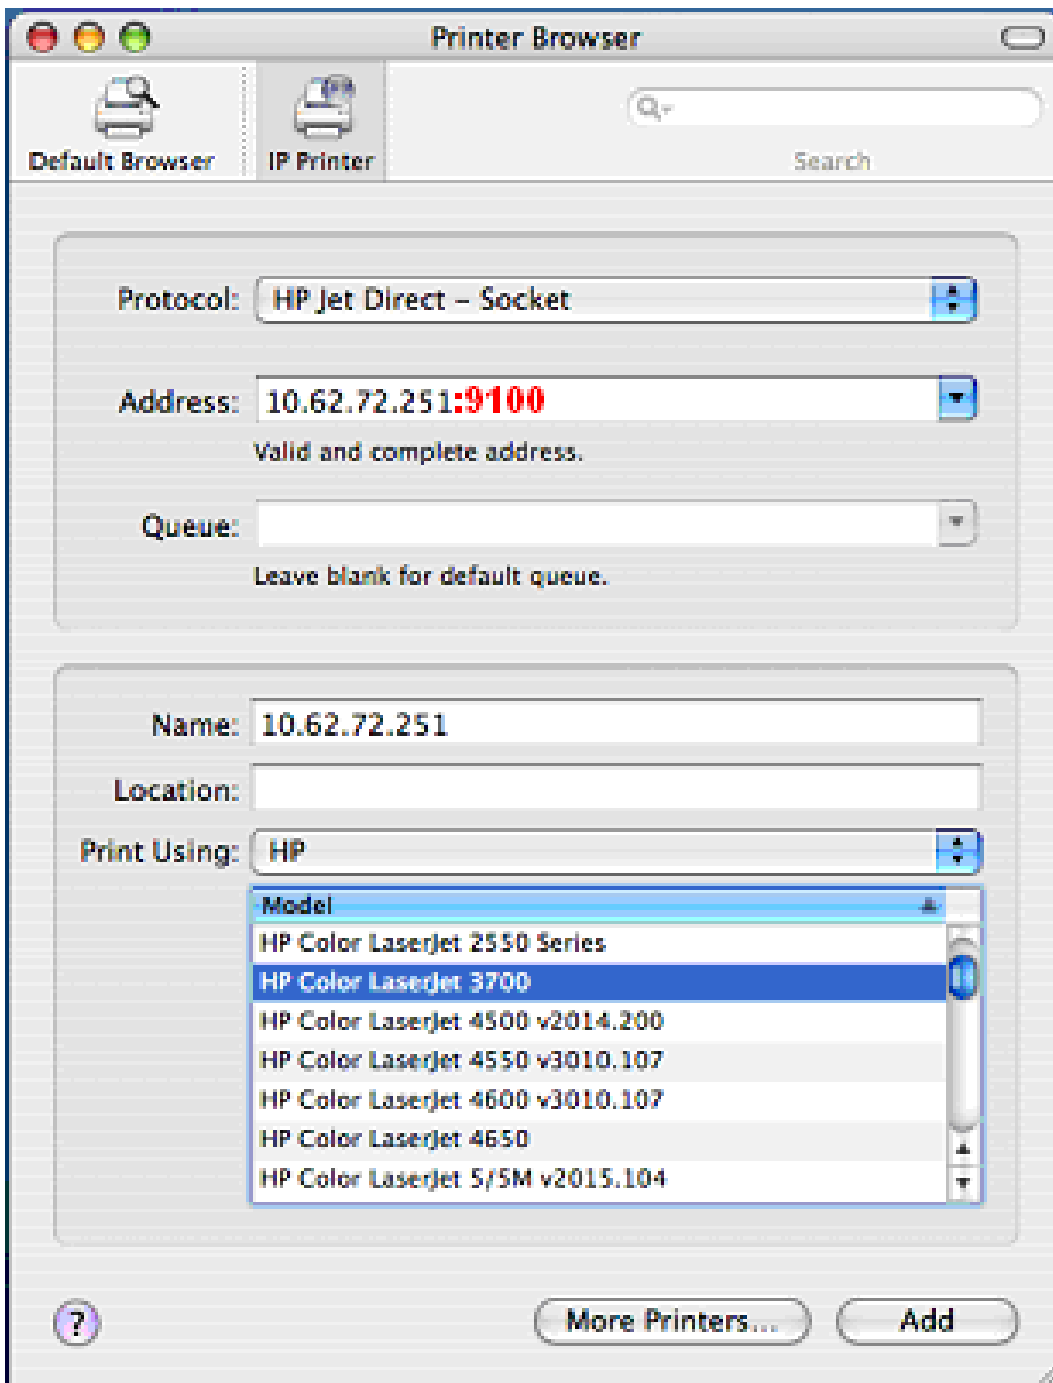 Printer Browser
Default Browser
IP Printer
Search
Protocol: HP Jet Direct – Socket
Address: 10.62.72.251:9100
Valid and complete address.
Queue:
Leave blank for default queue.
Name: 10.62.72.251
Location:
Print Using: HP
Model
HP Color LaserJet 2550 Series
HP Color LaserJet 3700
HP Color LaserJet 4500 v2014.200
HP Color LaserJet 4550 v3010.107
HP Color LaserJet 4600 v3010.107
HP Color LaserJet 4650
HP Color LaserJet 5/5M v2015.104
?
More Printers...
Add